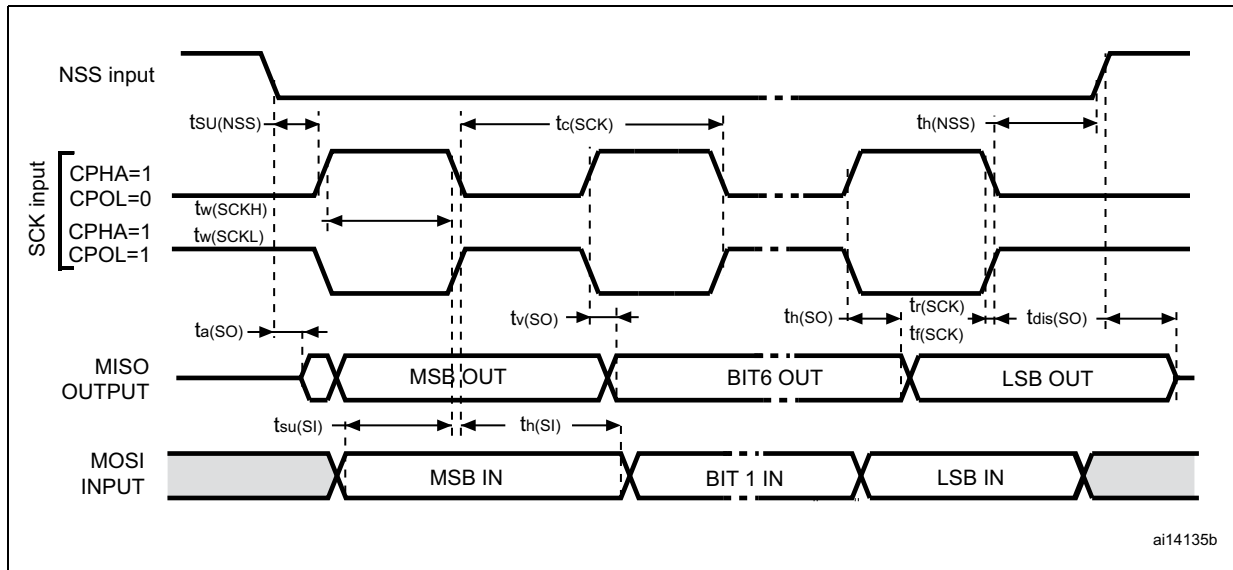 NSS input
tSU(NSS)
tc(SCK)
th(NSS)
SCK input
CPHA=1
CPOL=0
tw(SCKH)
CPHA=1
tw(SCKL)
CPOL=1
ta(SO)
tv(SO)
th(SO)
tr(SCK)
tf(SCK)
tdis(SO)
MISO
OUTPUT
MSB OUT
BIT6 OUT
LSB OUT
tsu(SI)
th(SI)
MOSI
INPUT
MSB IN
BIT 1 IN
LSB IN
ai14135b